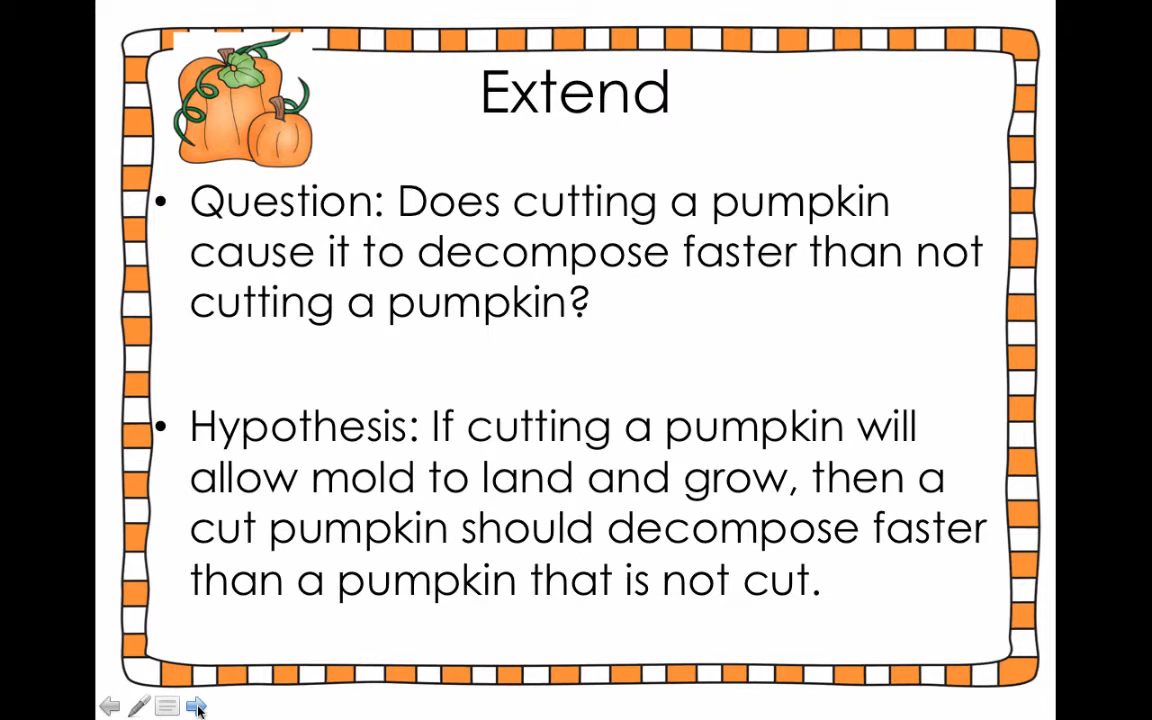 Extend
• Question: Does cutting a pumpkin
cause it to decompose faster than not
cutting a pumpkin?
• Hypothesis: If cutting a pumpkin will
allow mold to land and grow, then a
cut pumpkin should decompose faster
than a pumpkin that is not cut.